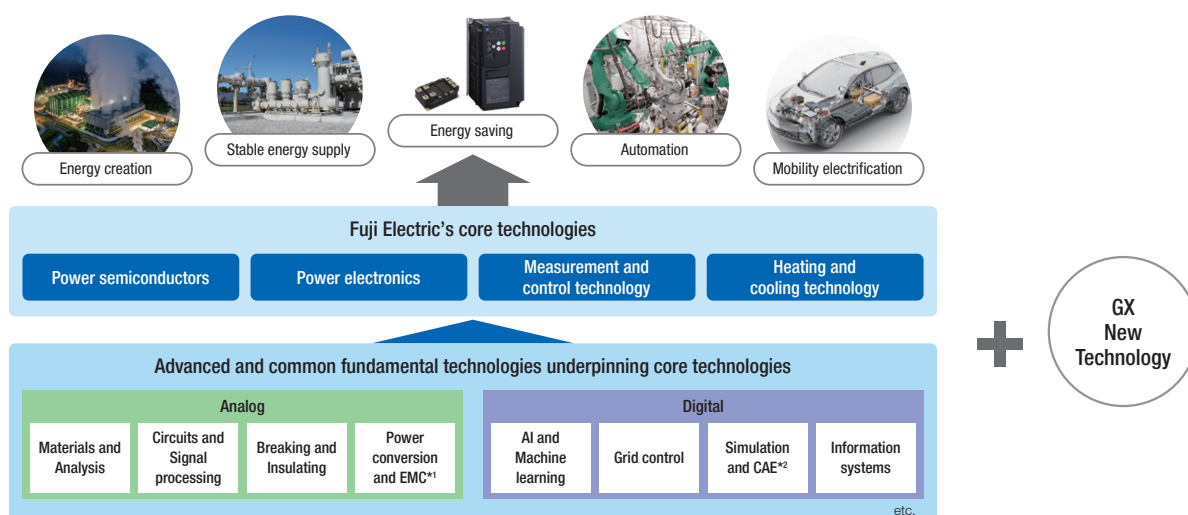 Energy creation
Stable energy supply
Energy saving
Automation
Mobility electrification
Fuji Electric’s core technologies
Power semiconductors
Power electronics
Measurement and
control technology
Heating and
cooling technology
GX
New
Technology
Advanced and common fundamental technologies underpinning core technologies
Analog
Materials and
Analysis
Circuits and
Signal
processing
Breaking and
Insulating
Power
conversion
and EMC*1
Digital
AI and
Machine
learning
Grid control
Simulation
and CAE*2
Information
systems
etc.